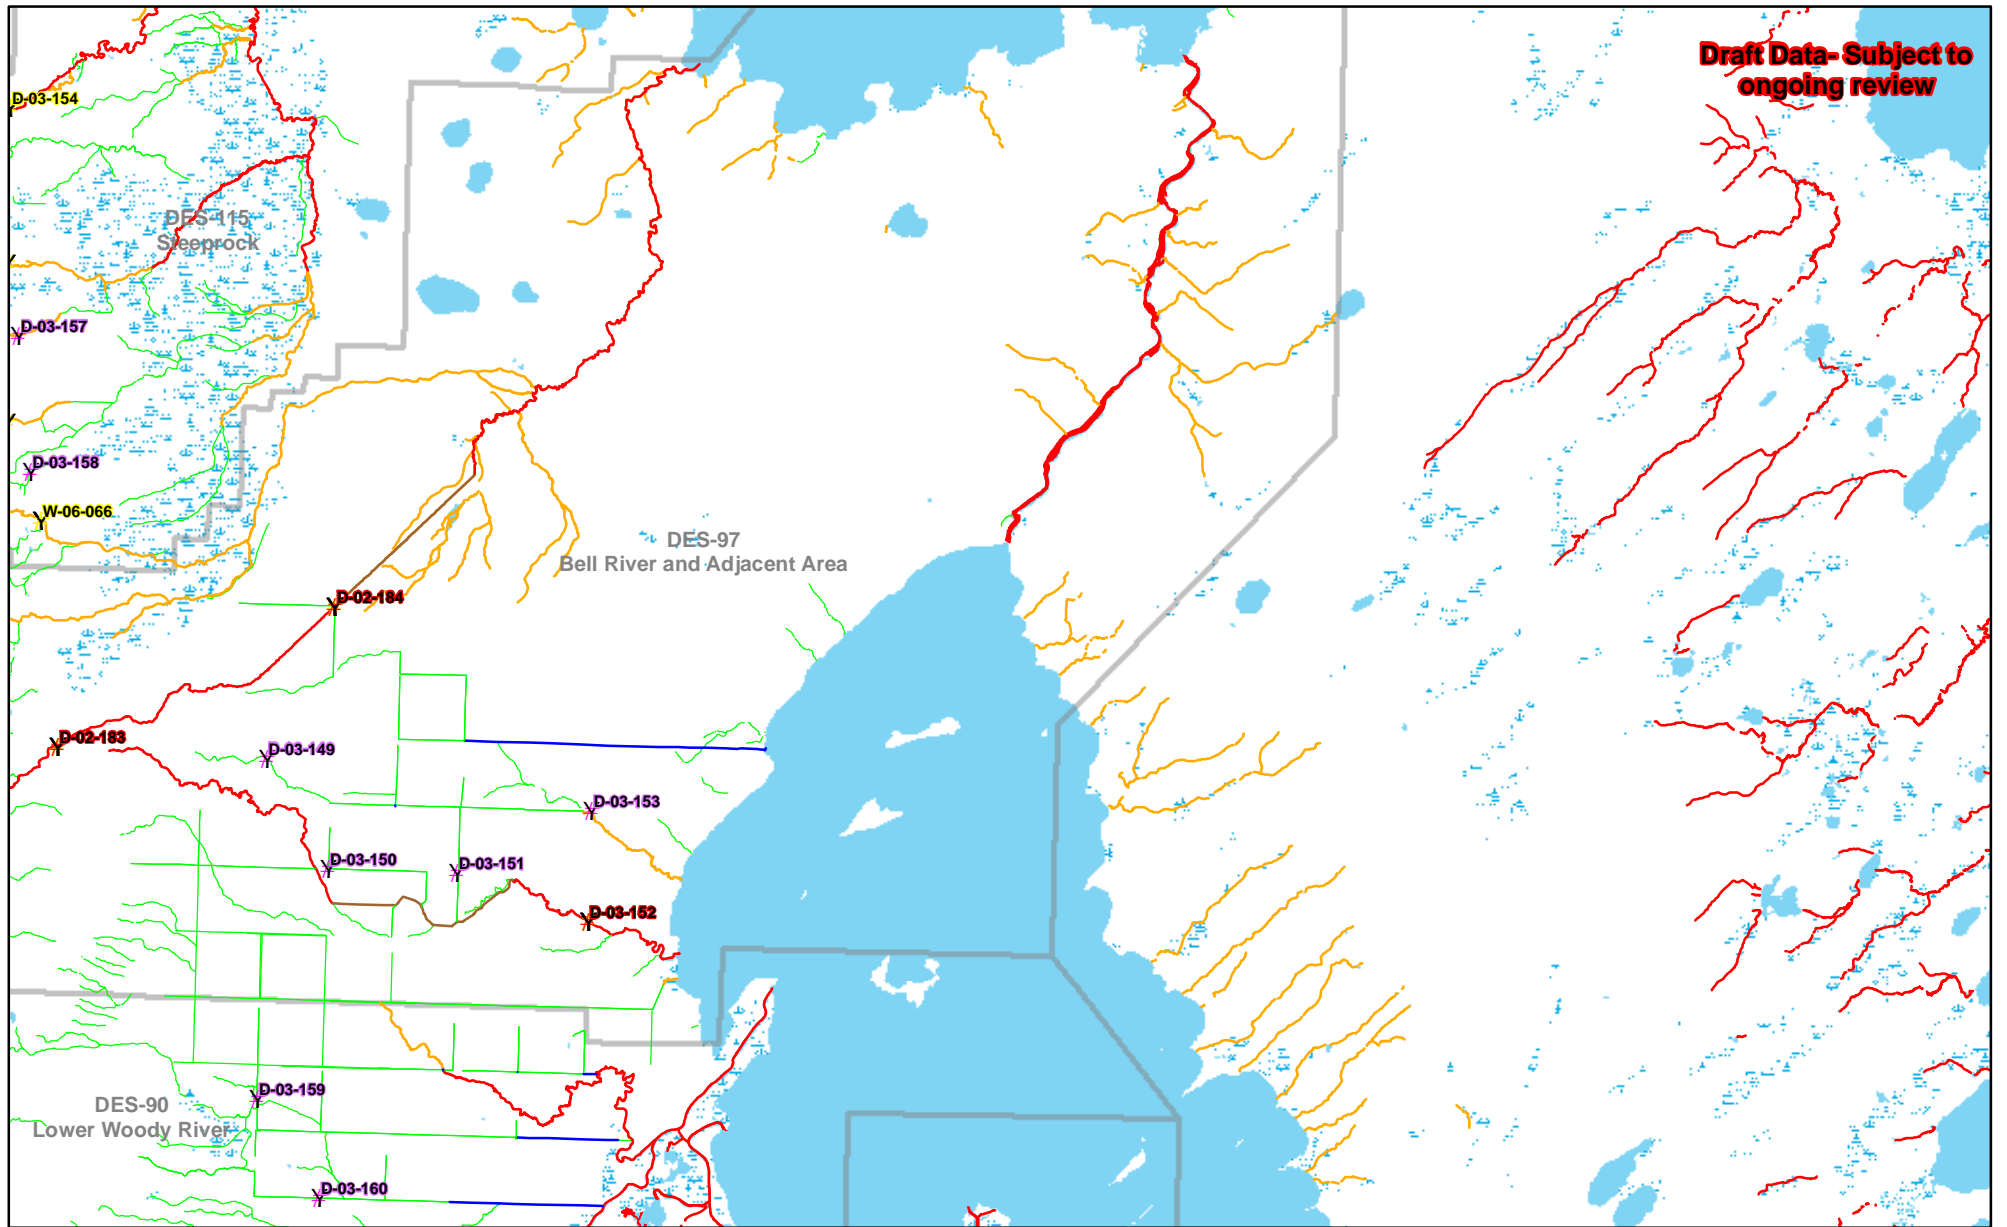 Draft Data- Subject to
ongoing review
D-03-154
DES-115
Steeprock
D-03-157
D-03-158
W-06-066
DES-97
Bell River and Adjacent Area
D-02-184
D-02-183
D-03-149
D-03-153
D-03-150
D-03-151
D-03-152
D-03-159
DES-90
Lower Woody River
D-03-160